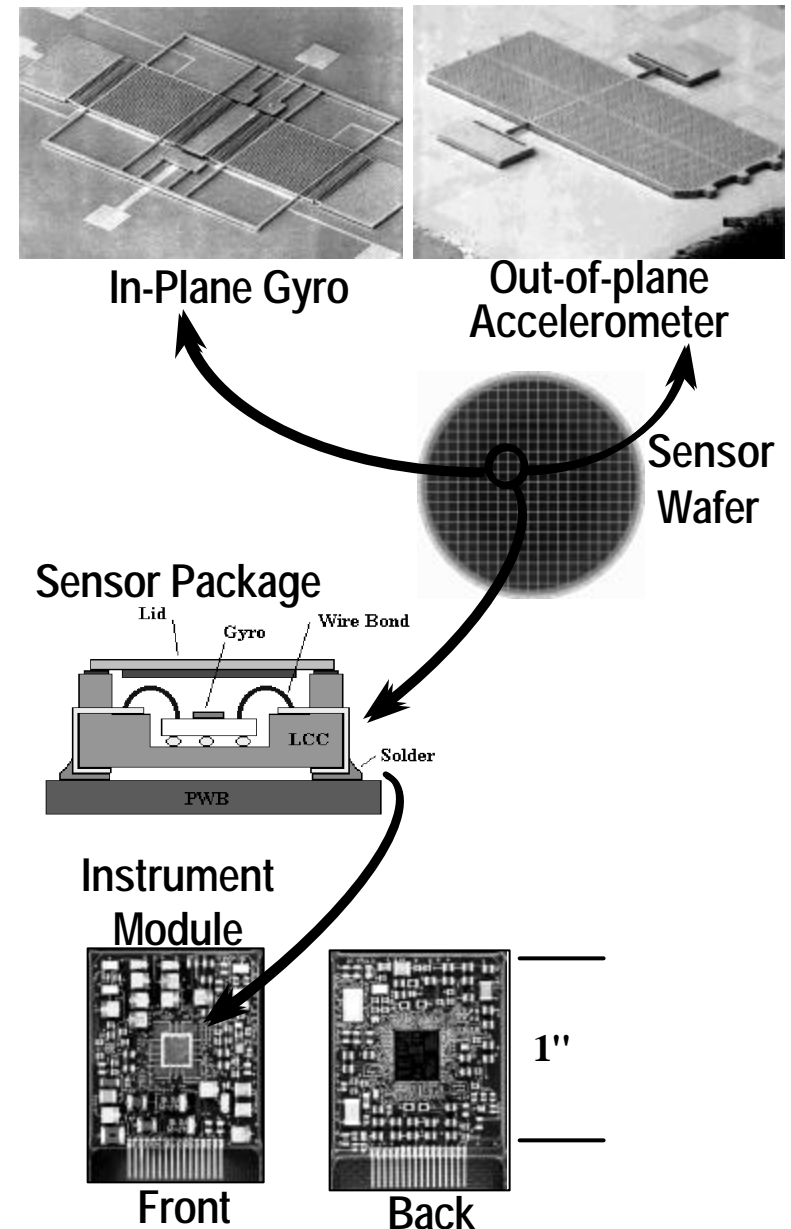 In-Plane Gyro
Out-of-plane
Accelerometer
Sensor
Wafer
Sensor Package
Lid
Gyro
Wire Bond
LCC
Solder
PWB
Instrument
Module
1"
Front
Back